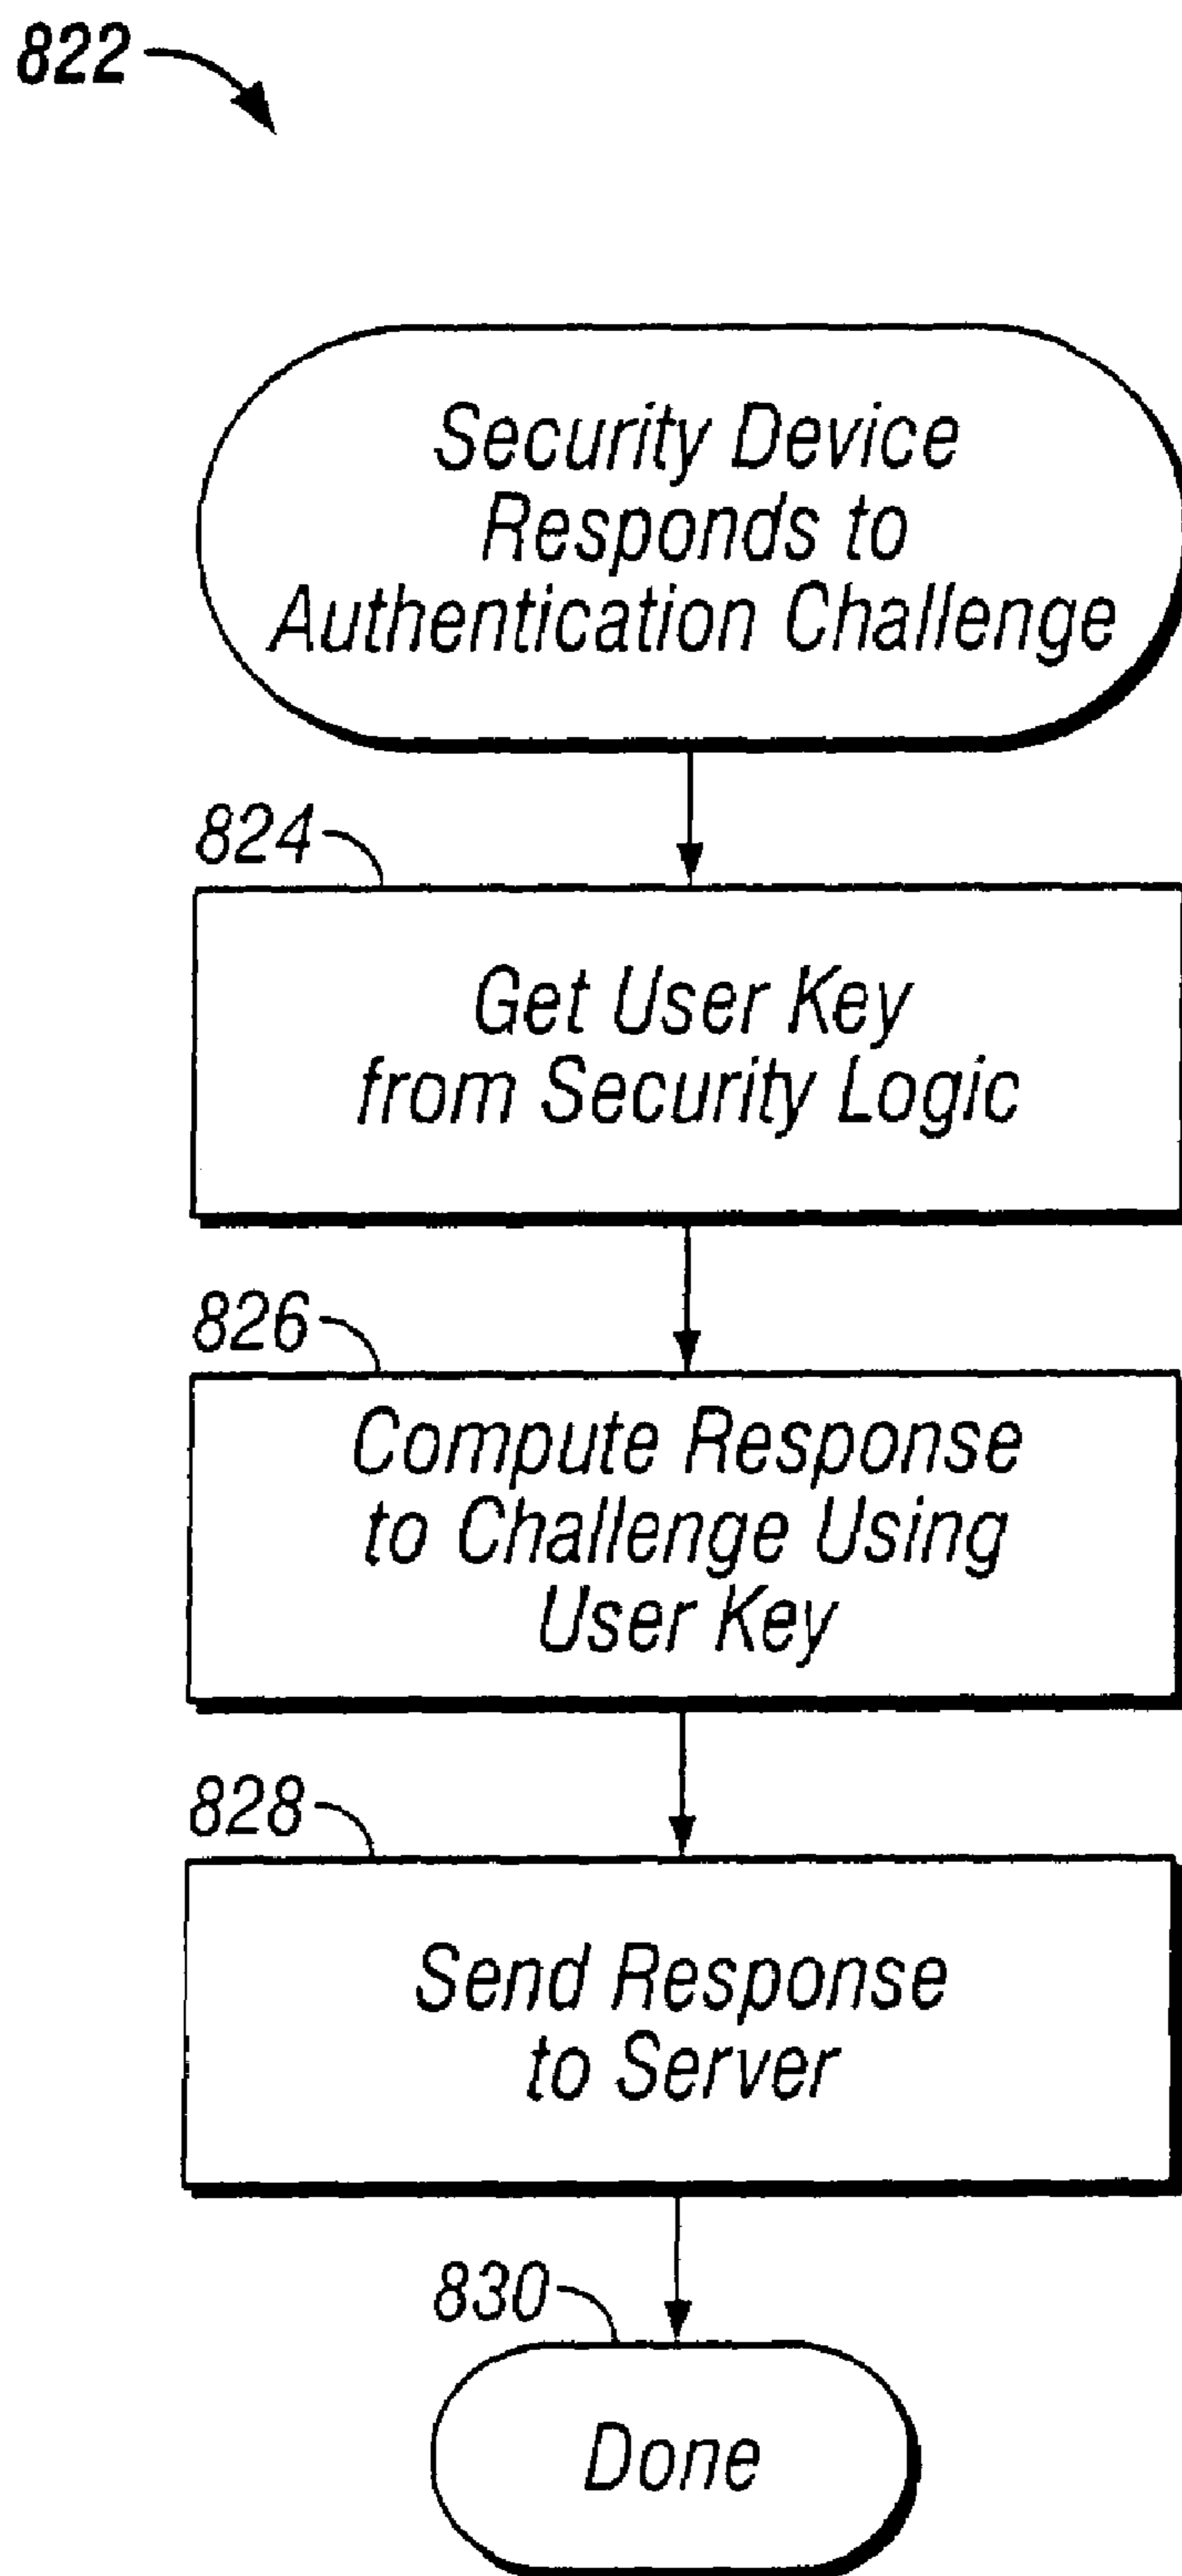 822
Security Device
Responds to
Authentication Challenge
824
Get User Key
from Security Logic
826
Compute Response
to Challenge Using
User Key
828
Send Response
to Server
830
Done